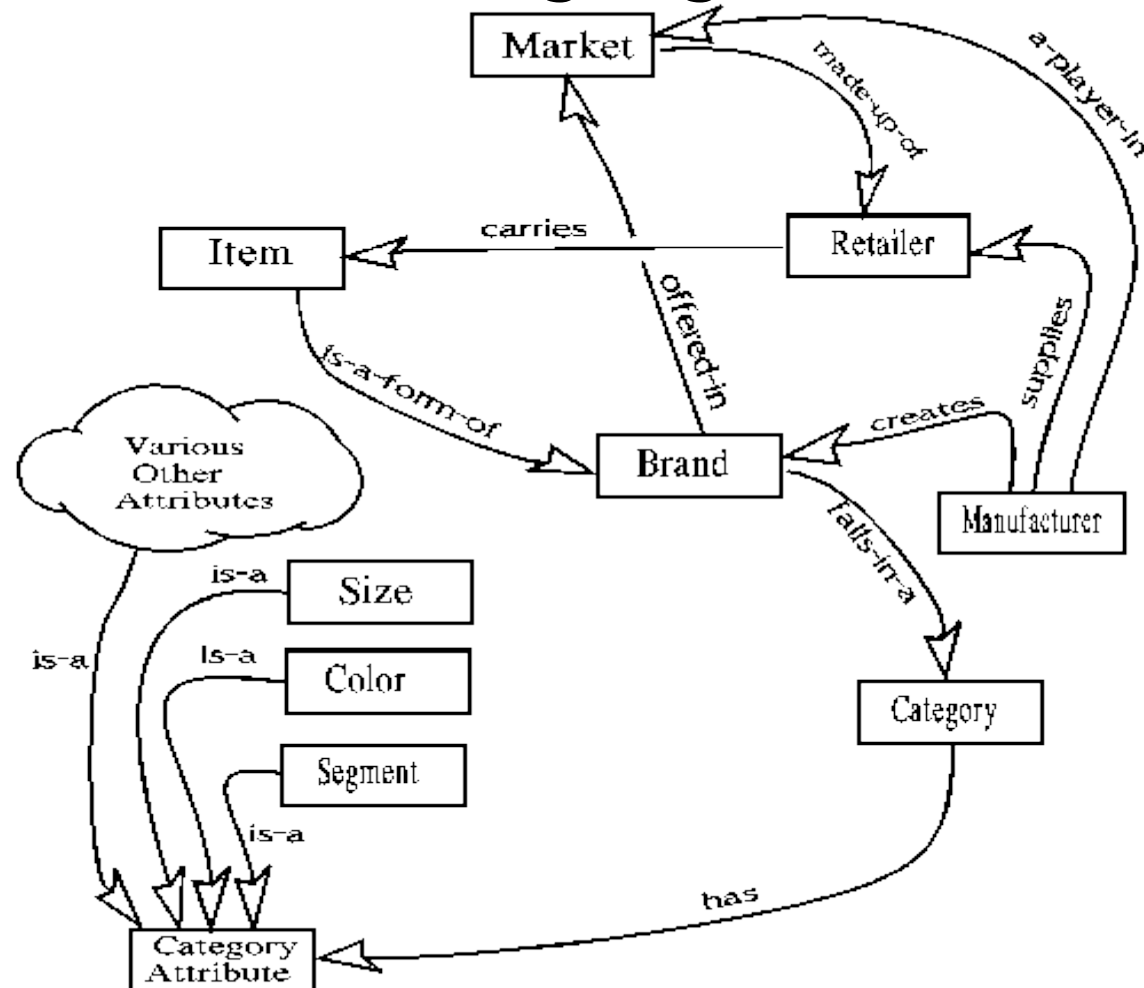 Market
made-up-of
a-player-in
Item
carries
Retailer
offered-in
is-a-form-of
supplies
creates
Brand
Manufacturer
Various
Other
Attributes
falls-in-a
is-a
Size
is-a
Is-a
Color
Category
Segment
is-a
has
Category
Attribute